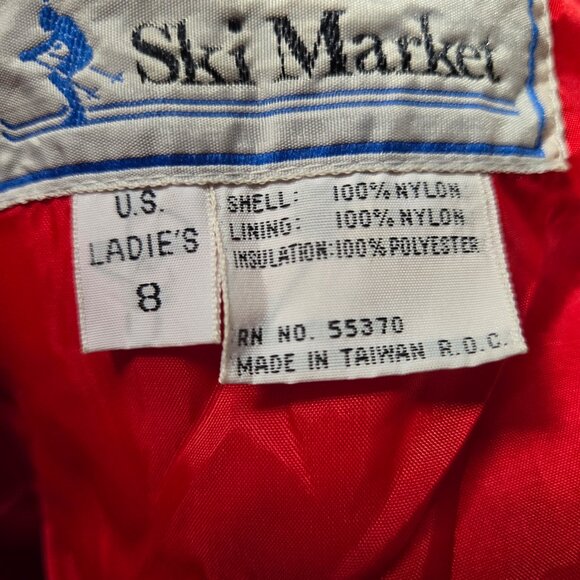 Ski Market
U.S.
LADIE'S
8
SHELL: 100% NYLON
LINING: 100% NYLON
INSULATION:100% POLYESTER
RN NO. 55370
MADE IN TAIWAN R.O.C.